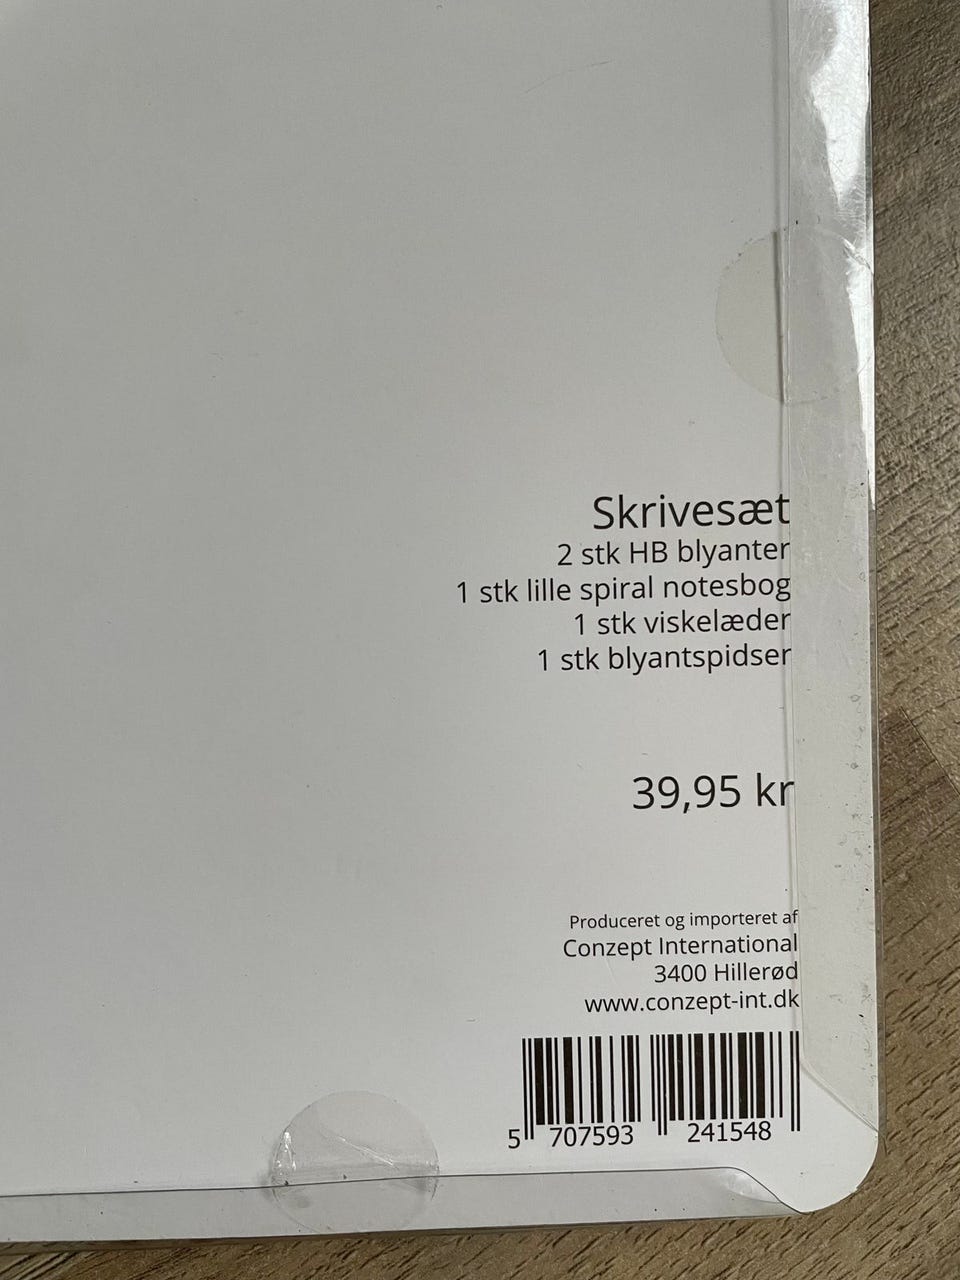 Skrivesæt
2 stk HB blyanter
1 stk lille spiral notesbog
1 stk viskelæder
1 stk blyantspidser
39,95 kr
Produceret og importeret af
Conzept International
3400 Hillerød
www.conzept-int.dk
5 707593 241548